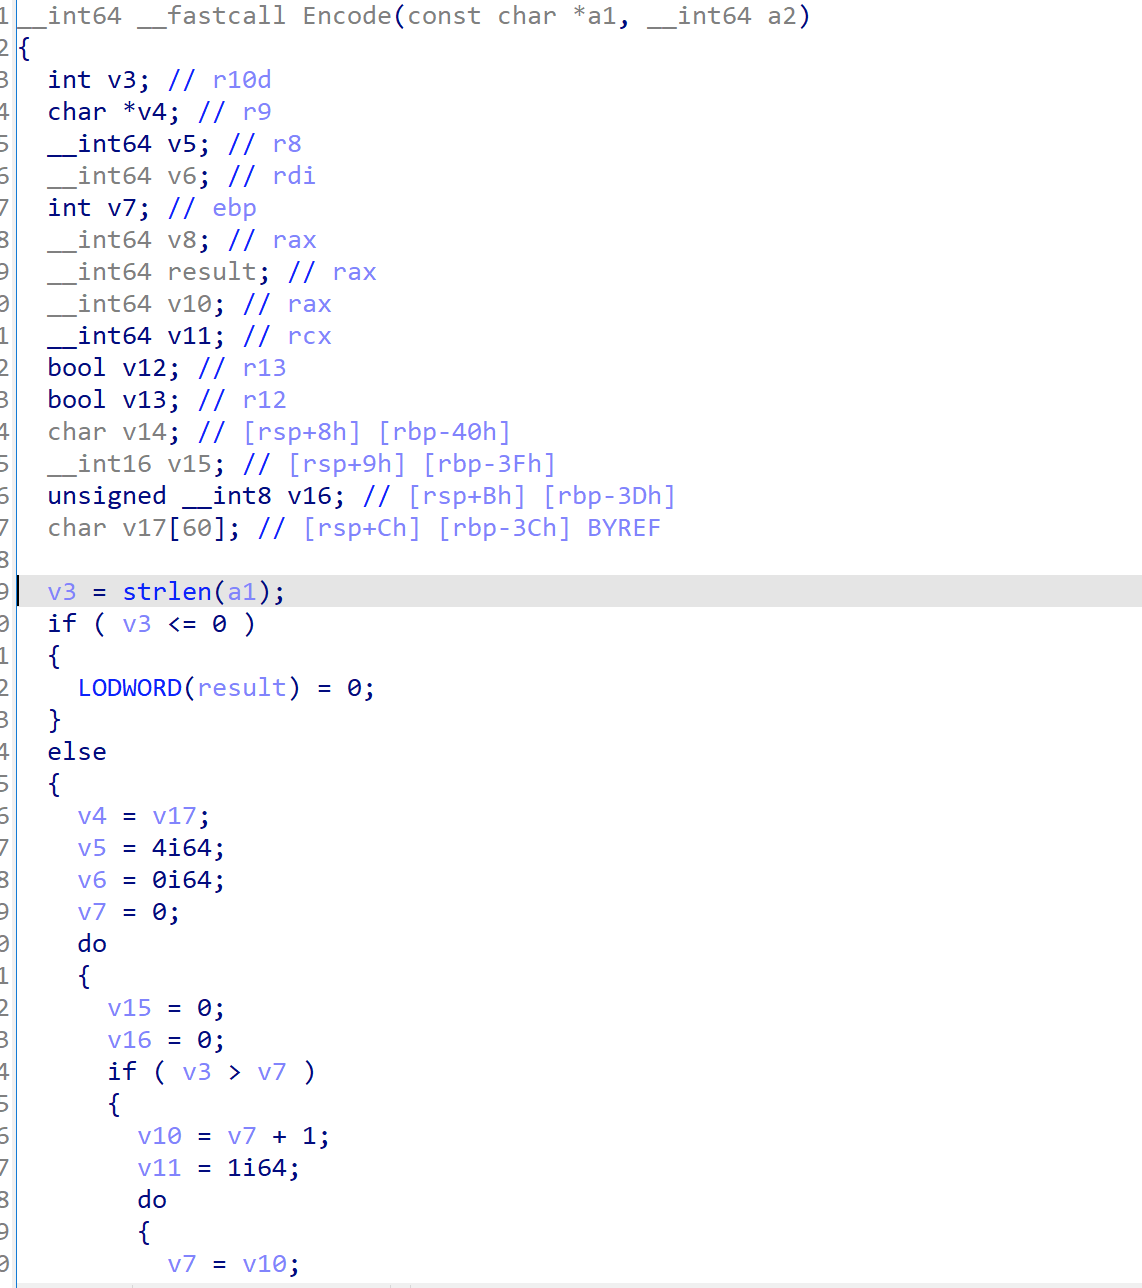 1 __int64 __fastcall Encode(const char *a1, __int64 a2)
2 {
3   int v3; // r10d
4   char *v4; // r9
5   __int64 v5; // r8
6   __int64 v6; // rdi
7   int v7; // ebp
8   __int64 v8; // rax
9   __int64 result; // rax
0   __int64 v10; // rax
1   __int64 v11; // rcx
2   bool v12; // r13
3   bool v13; // r12
4   char v14; // [rsp+8h] [rbp-40h]
5   __int16 v15; // [rsp+9h] [rbp-3Fh]
6   unsigned __int8 v16; // [rsp+Bh] [rbp-3Dh]
7   char v17[60]; // [rsp+Ch] [rbp-3Ch] BYREF
8
9   v3 = strlen(a1);
0   if ( v3 <= 0 )
1   {
2     LODWORD(result) = 0;
3   }
4   else
5   {
6     v4 = v17;
7     v5 = 4i64;
8     v6 = 0i64;
9     v7 = 0;
0     do
1     {
2       v15 = 0;
3       v16 = 0;
4       if ( v3 > v7 )
5       {
6         v10 = v7 + 1;
7         v11 = 1i64;
8         do
9         {
0           v7 = v10;